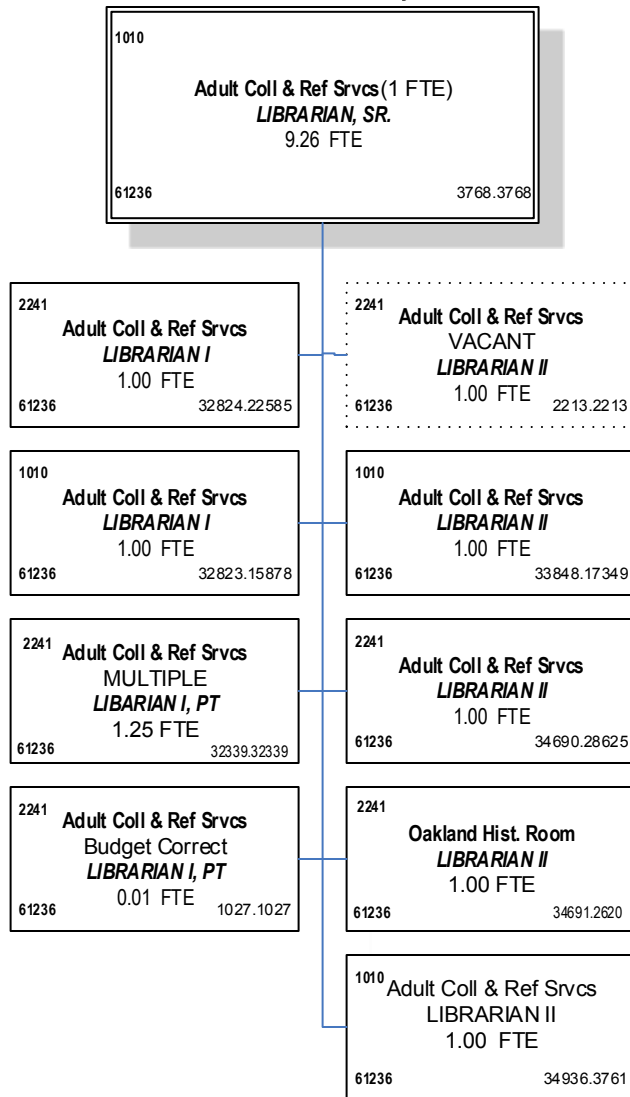 1010
Adult Coll & Ref Srvcs(1 FTE)
LIBRARIAN, SR.
9.26 FTE
61236 3768.3768
2241
Adult Coll & Ref Srvcs
LIBRARIAN I
1.00 FTE
61236 32824.22585
2241
Adult Coll & Ref Srvcs
VACANT
LIBRARIAN II
1.00 FTE
61236 2213.2213
1010
Adult Coll & Ref Srvcs
LIBRARIAN I
1.00 FTE
61236 32823.15878
1010
Adult Coll & Ref Srvcs
LIBRARIAN II
1.00 FTE
61236 33848.17349
2241
Adult Coll & Ref Srvcs
MULTIPLE
LIBARIAN I, PT
1.25 FTE
61236 32339.32339
2241
Adult Coll & Ref Srvcs
LIBRARIAN II
1.00 FTE
61236 34690.28625
2241
Adult Coll & Ref Srvcs
Budget Correct
LIBRARIAN I, PT
0.01 FTE
61236 1027.1027
2241
Oakland Hist. Room
LIBRARIAN II
1.00 FTE
61236 34691.2620
1010
Adult Coll & Ref Srvcs
LIBRARIAN II
1.00 FTE
61236 34936.3761